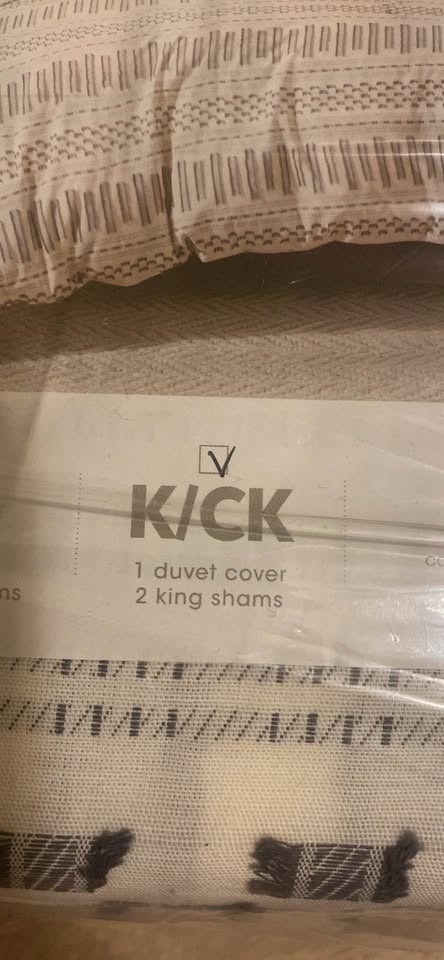 K/CK
1 duvet cover
2 king shams